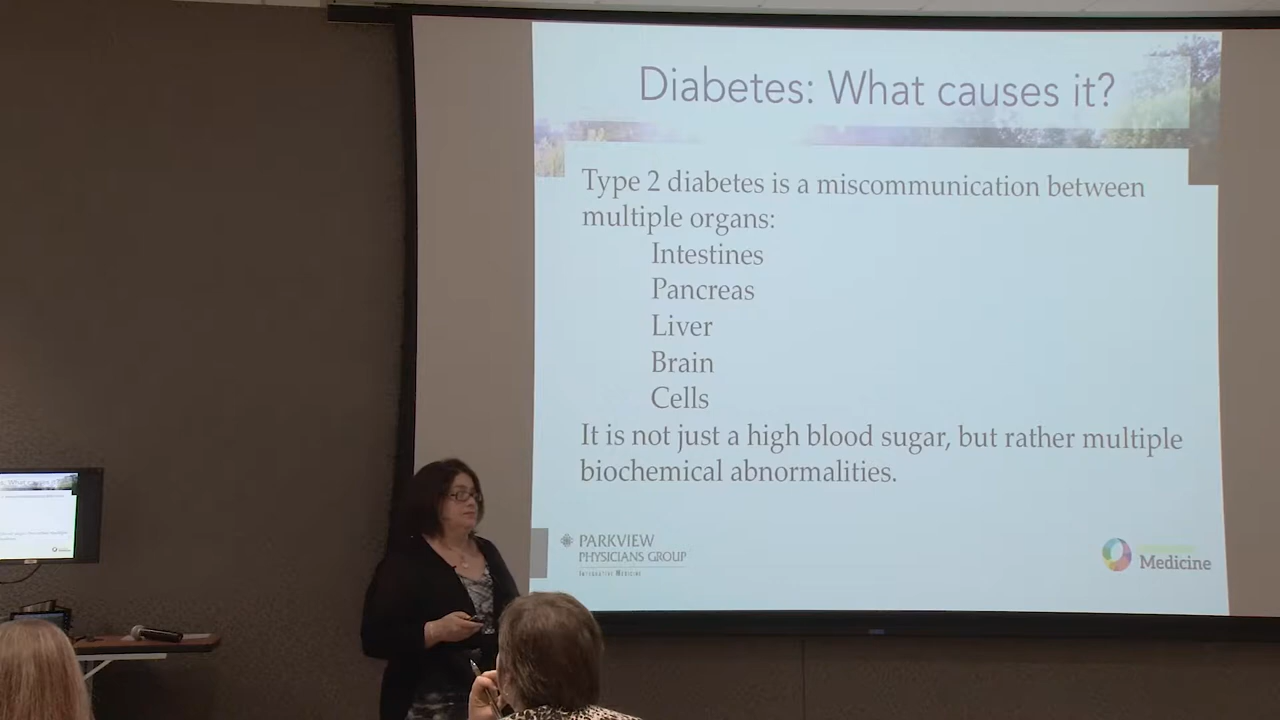 Diabetes: What causes it?
Type 2 diabetes is a miscommunication between
multiple organs:
Intestines
Pancreas
Liver
Brain
Cells
It is not just a high blood sugar, but rather multiple
biochemical abnormalities.
PARKVIEW
PHYSICIANS GROUP
INTEGRATIVE MEDICINE
Medicine